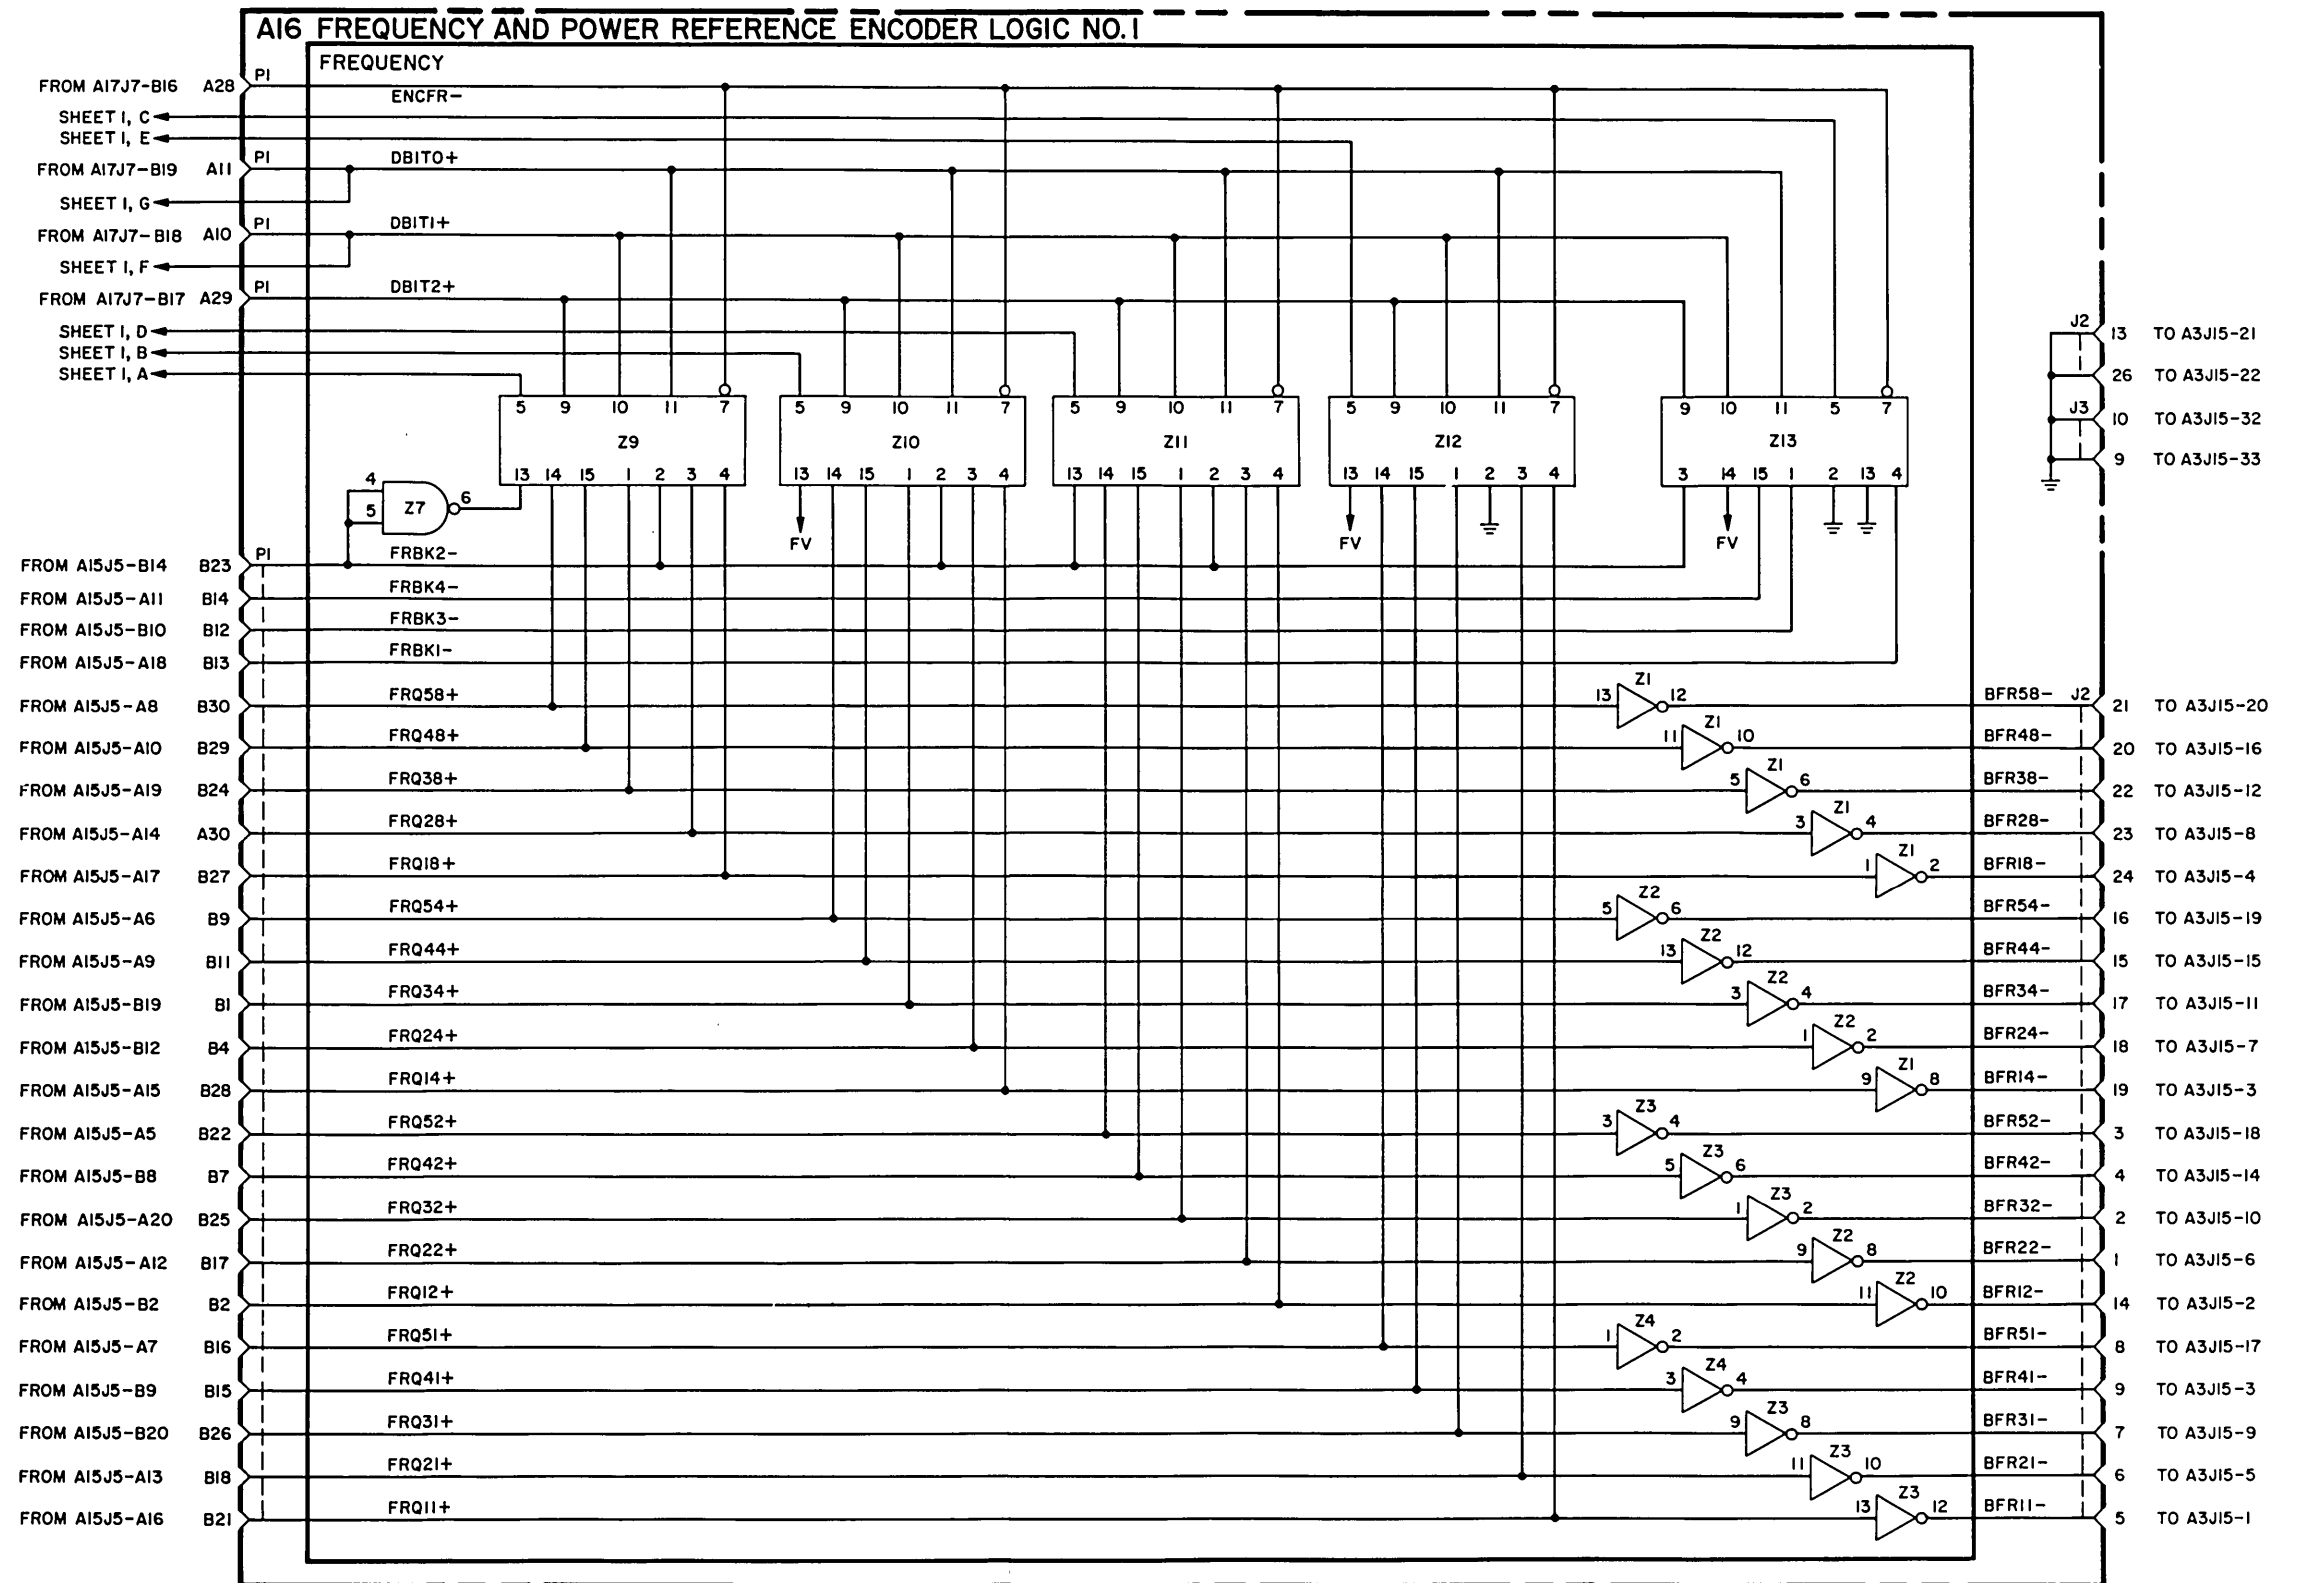 A16 FREQUENCY AND POWER REFERENCE ENCODER LOGIC NO.1
FREQUENCY
FROM A17J7-B16 A28 P1
ENCFR-
SHEET 1, C
SHEET 1, E
FROM A17J7-B19 A11 P1 DBIT0+
SHEET 1, G
FROM A17J7-B18 A10 P1 DBIT1+
SHEET 1, F
FROM A17J7-B17 A29 P1 DBIT2+
SHEET 1, D
SHEET 1, B
SHEET 1, A
J2 13 TO A3J15-21
26 TO A3J15-22
J3 10 TO A3J15-32
9 TO A3J15-33
5 9 10 11 7
Z9
13 14 15 1 2 3 4
5 9 10 11 7
Z10
13 14 15 1 2 3 4
5 9 10 11 7
Z11
13 14 15 1 2 3 4
5 9 10 11 7
Z12
13 14 15 1 2 3 4
9 10 11 5 7
Z13
3 14 15 1 2 13 4
4
5
Z7
6
FV
FV
FV
FROM A15J5-B14 B23 P1 FRBK2-
FROM A15J5-A11 B14 FRBK4-
FROM A15J5-B10 B12 FRBK3-
FROM A15J5-A18 B13 FRBK1-
FROM A15J5-A8 B30 FRQ58+ 13 Z1 12 BFR58- J2 21 TO A3J15-20
FROM A15J5-A10 B29 FRQ48+ 11 Z1 10 BFR48- 20 TO A3J15-16
FROM A15J5-A19 B24 FRQ38+ 5 Z1 6 BFR38- 22 TO A3J15-12
FROM A15J5-A14 A30 FRQ28+ 3 Z1 4 BFR28- 23 TO A3J15-8
FROM A15J5-A17 B27 FRQ18+ 1 Z1 2 BFR18- 24 TO A3J15-4
FROM A15J5-A6 B9 FRQ54+ 5 Z2 6 BFR54- 16 TO A3J15-19
FROM A15J5-A9 B11 FRQ44+ 13 Z2 12 BFR44- 15 TO A3J15-15
FROM A15J5-B19 B1 FRQ34+ 3 Z2 4 BFR34- 17 TO A3J15-11
FROM A15J5-B12 B4 FRQ24+ 1 Z2 2 BFR24- 18 TO A3J15-7
FROM A15J5-A15 B28 FRQ14+ 9 Z1 8 BFR14- 19 TO A3J15-3
FROM A15J5-A5 B22 FRQ52+ 3 Z3 4 BFR52- 3 TO A3J15-18
FROM A15J5-B8 B7 FRQ42+ 5 Z3 6 BFR42- 4 TO A3J15-14
FROM A15J5-A20 B25 FRQ32+ 1 Z3 2 BFR32- 2 TO A3J15-10
FROM A15J5-A12 B17 FRQ22+ 9 Z2 8 BFR22- 1 TO A3J15-6
FROM A15J5-B2 B2 FRQ12+ 11 Z2 10 BFR12- 14 TO A3J15-2
FROM A15J5-A7 B16 FRQ51+ 1 Z4 2 BFR51- 8 TO A3J15-17
FROM A15J5-B9 B15 FRQ41+ 3 Z4 4 BFR41- 9 TO A3J15-3
FROM A15J5-B20 B26 FRQ31+ 9 Z3 8 BFR31- 7 TO A3J15-9
FROM A15J5-A13 B18 FRQ21+ 11 Z3 10 BFR21- 6 TO A3J15-5
FROM A15J5-A16 B21 FRQ11+ 13 Z3 12 BFR11- 5 TO A3J15-1